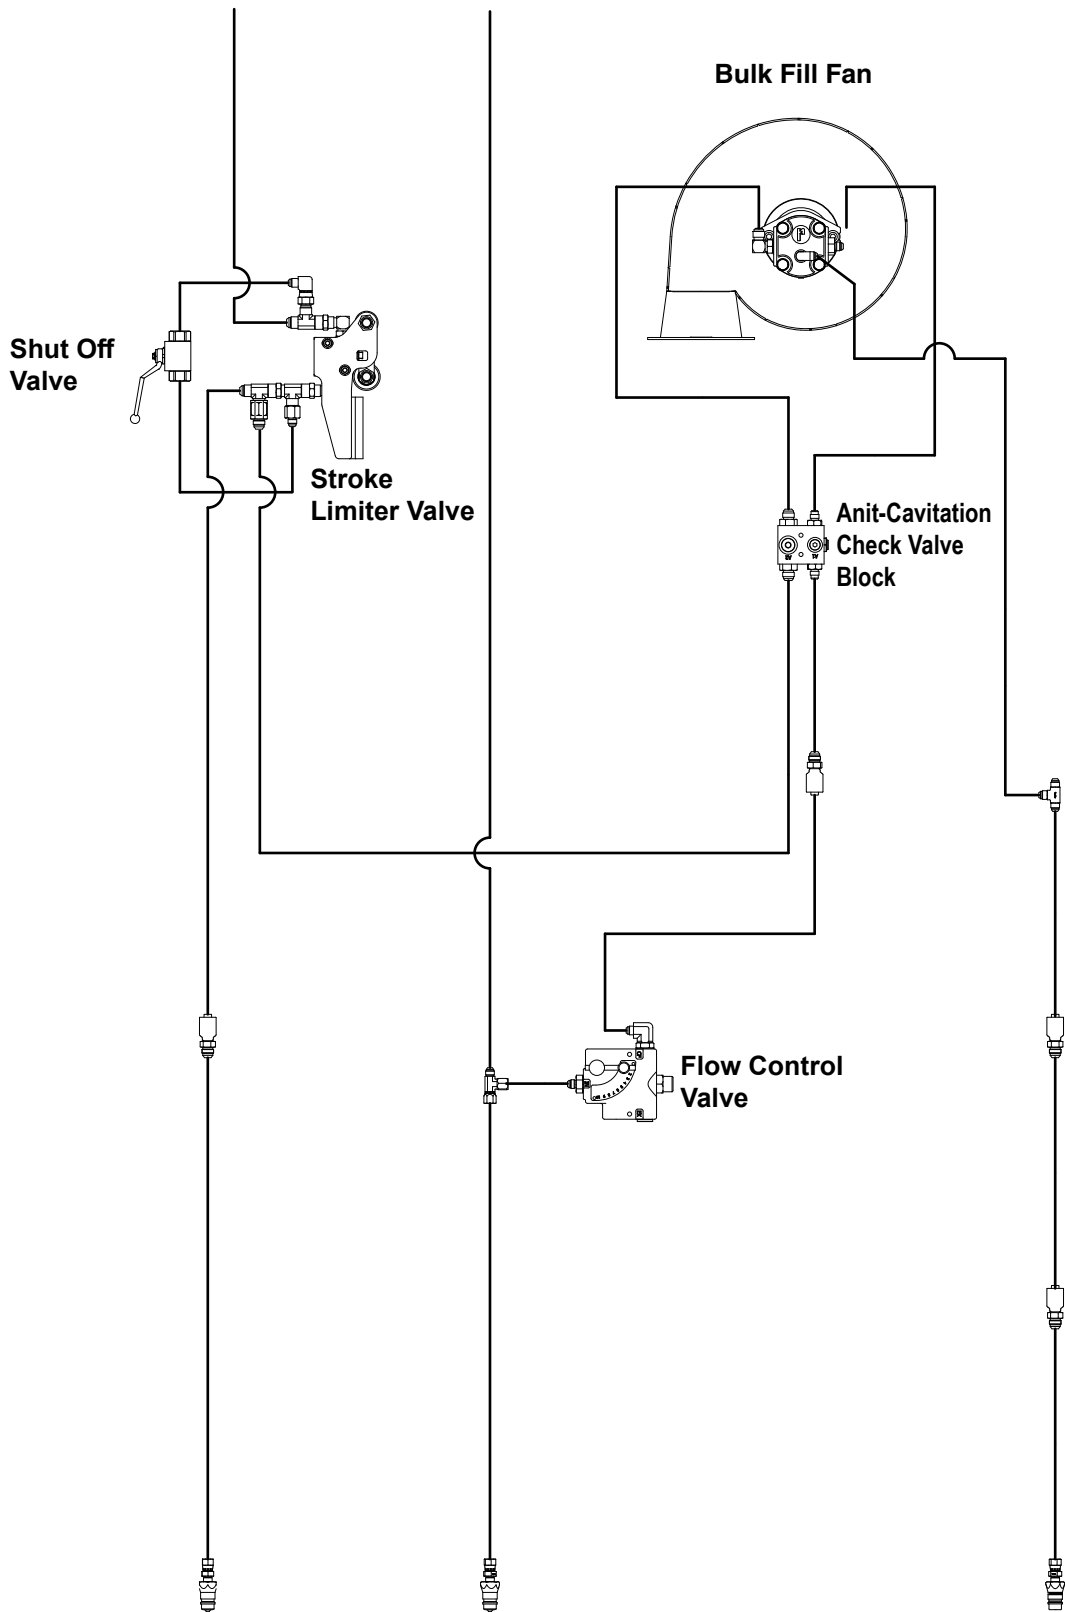 Bulk Fill Fan
Shut Off
Valve
Stroke
Limiter Valve
Anit-Cavitation
Check Valve
Block
Flow Control
Valve